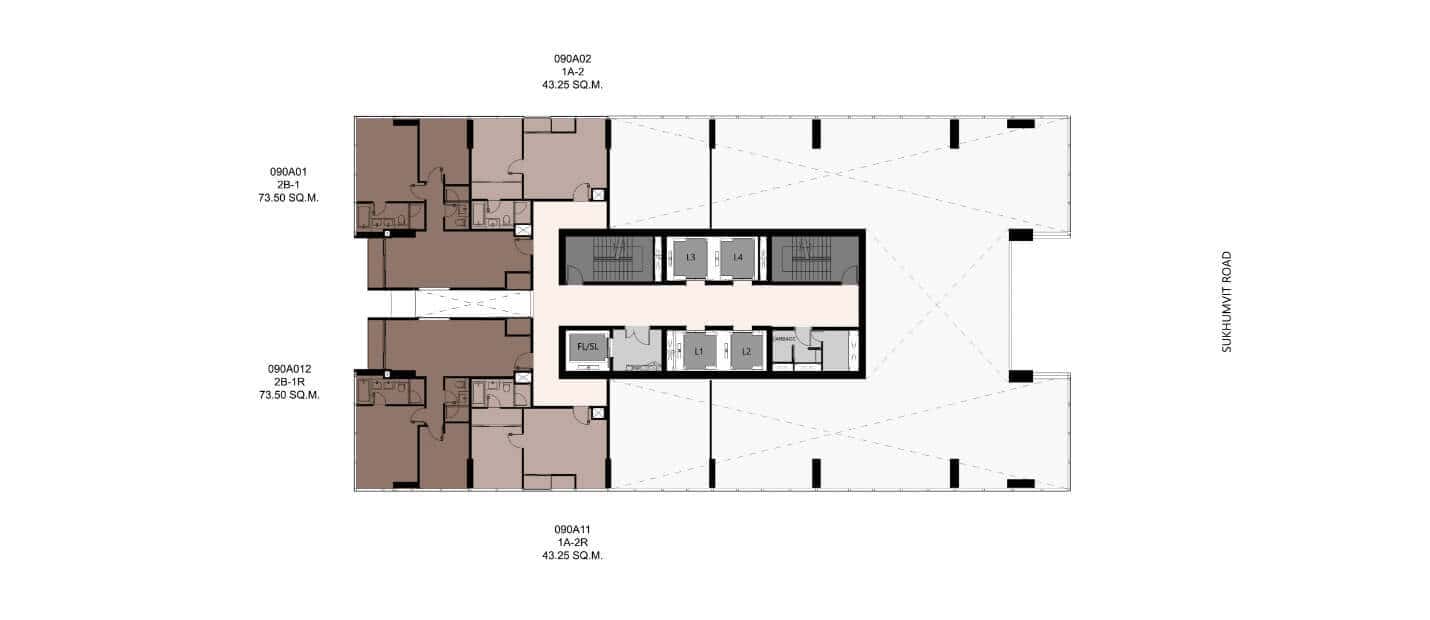 090A02
1A-2
43.25 SQ.M.
090A01
2B-1
73.50 SQ.M.
L3
L4
SUKHUMVIT ROAD
FL/SL
L1
L2
GARBAGE
090A012
2B-1R
73.50 SQ.M.
090A11
1A-2R
43.25 SQ.M.